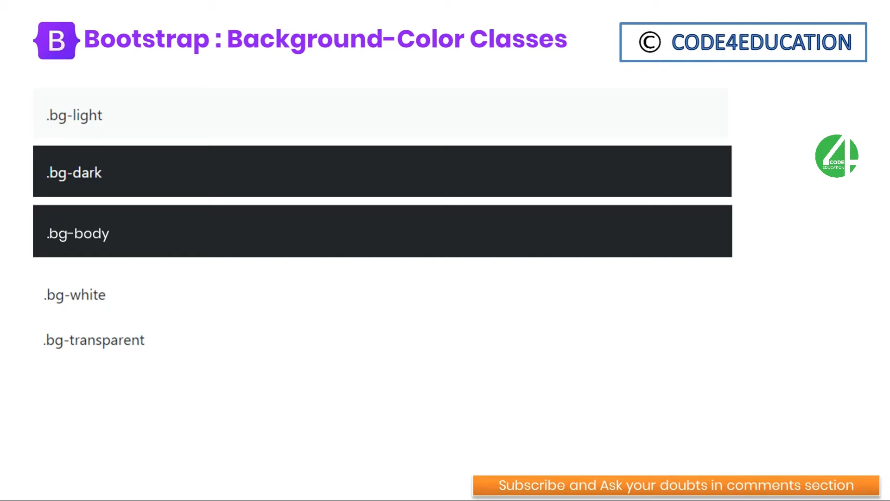 B Bootstrap : Background-Color Classes
© CODE4EDUCATION
.bg-light
4 CODE
EDUCATION
.bg-dark
.bg-body
.bg-white
.bg-transparent
Subscribe and Ask your doubts in comments section